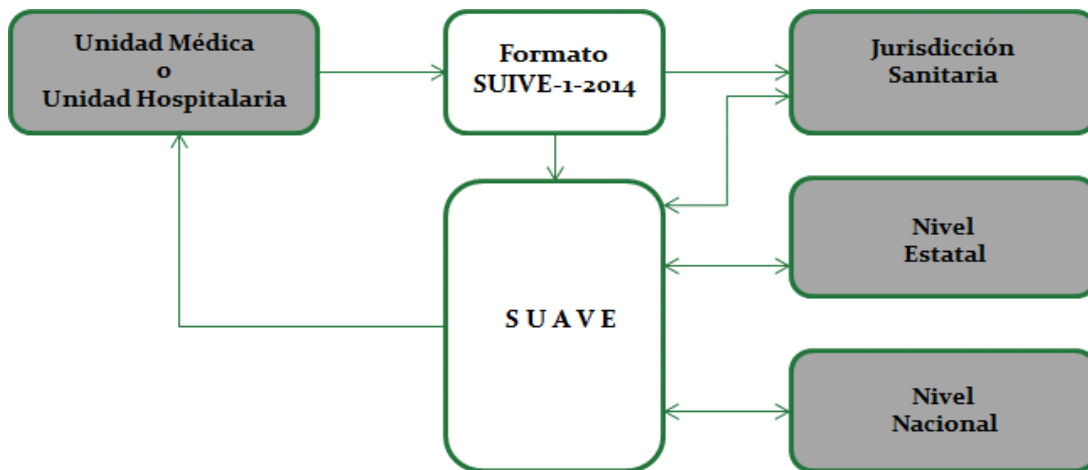 Unidad Médica
o
Unidad Hospitalaria
Formato
SUIVE-1-2014
Jurisdicción
Sanitaria
Nivel
Estatal
S U A V E
Nivel
Nacional